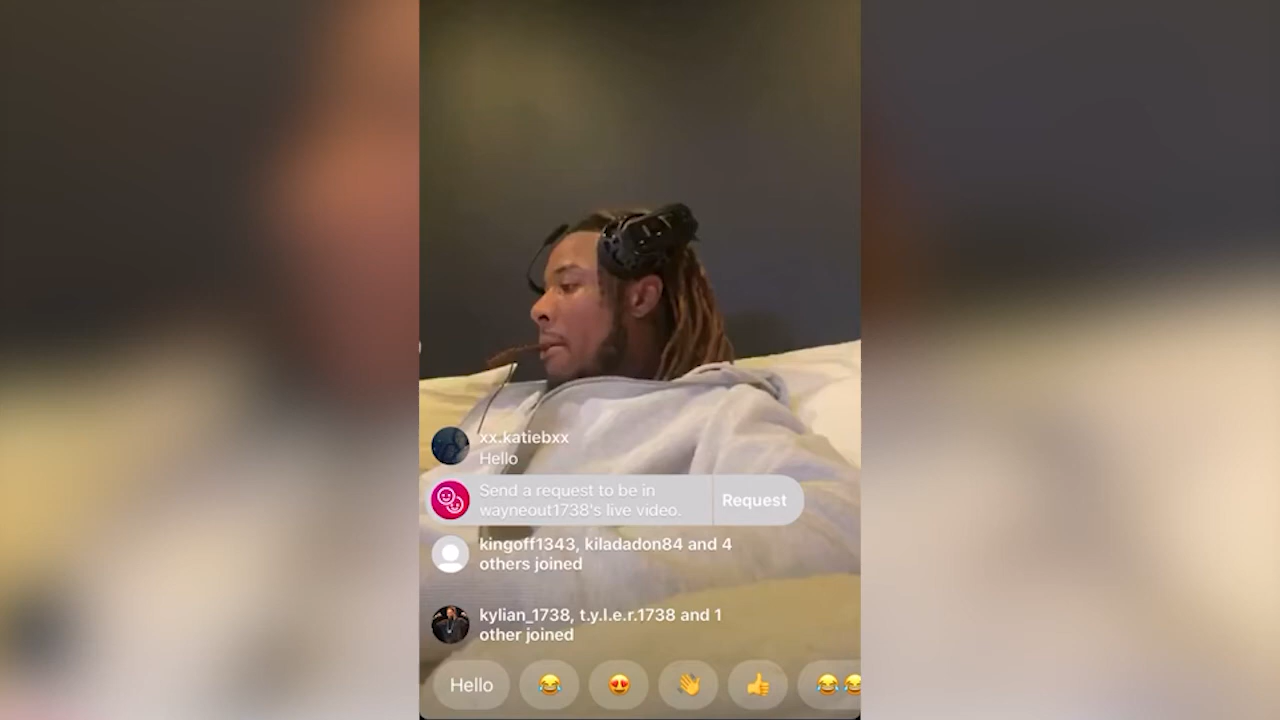 xx.katiebxx
Hello
Send a request to be in
wayneout1738's live video.
Request
kingoff1343, kiladadon84 and 4
others joined
kylian_1738, t.y.l.e.r.1738 and 1
other joined
Hello